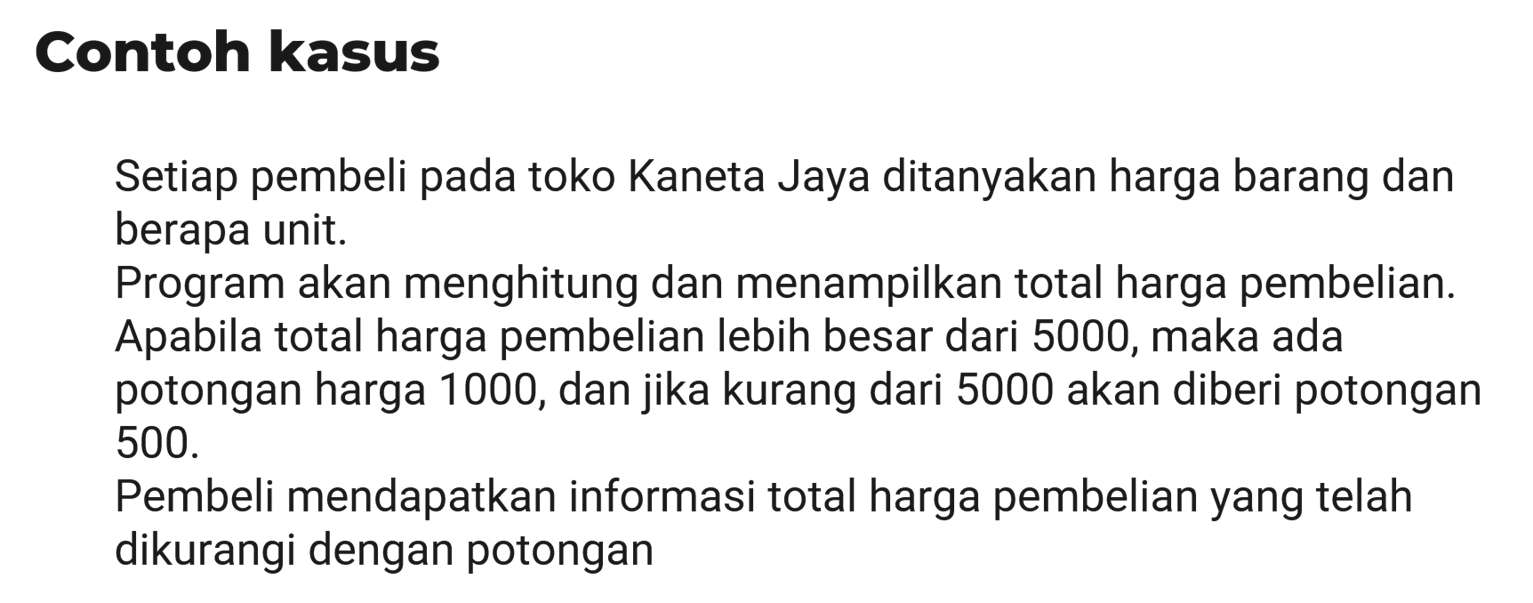 Contoh kasus
Setiap pembeli pada toko Kaneta Jaya ditanyakan harga barang dan
berapa unit.
Program akan menghitung dan menampilkan total harga pembelian.
Apabila total harga pembelian lebih besar dari 5000, maka ada
potongan harga 1000, dan jika kurang dari 5000 akan diberi potongan
500.
Pembeli mendapatkan informasi total harga pembelian yang telah
dikurangi dengan potongan